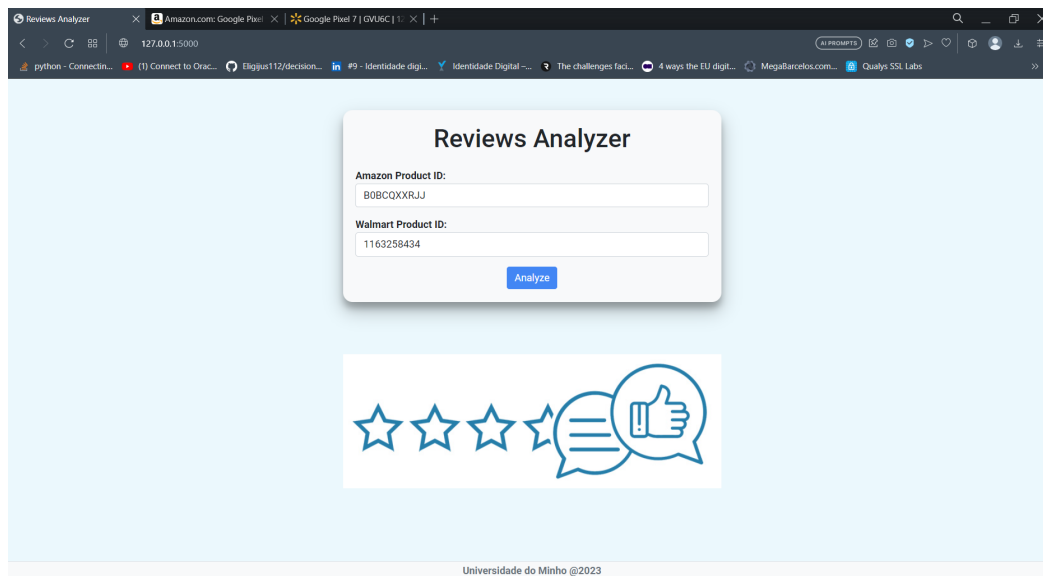 Reviews Analyzer
Amazon.com: Google Pixel
Google Pixel 7 | GVU6C | 12
127.0.0.1:5000
AI PROMPTS
python - Connectin...
(1) Connect to Orac...
Eligijus112/decision...
#9 - Identidade digi...
Identidade Digital –...
The challenges faci...
4 ways the EU digit...
MegaBarcelos.com...
Qualys SSL Labs
Reviews Analyzer
Amazon Product ID:
B0BCQXXRJJ
Walmart Product ID:
1163258434
Analyze
Universidade do Minho @2023